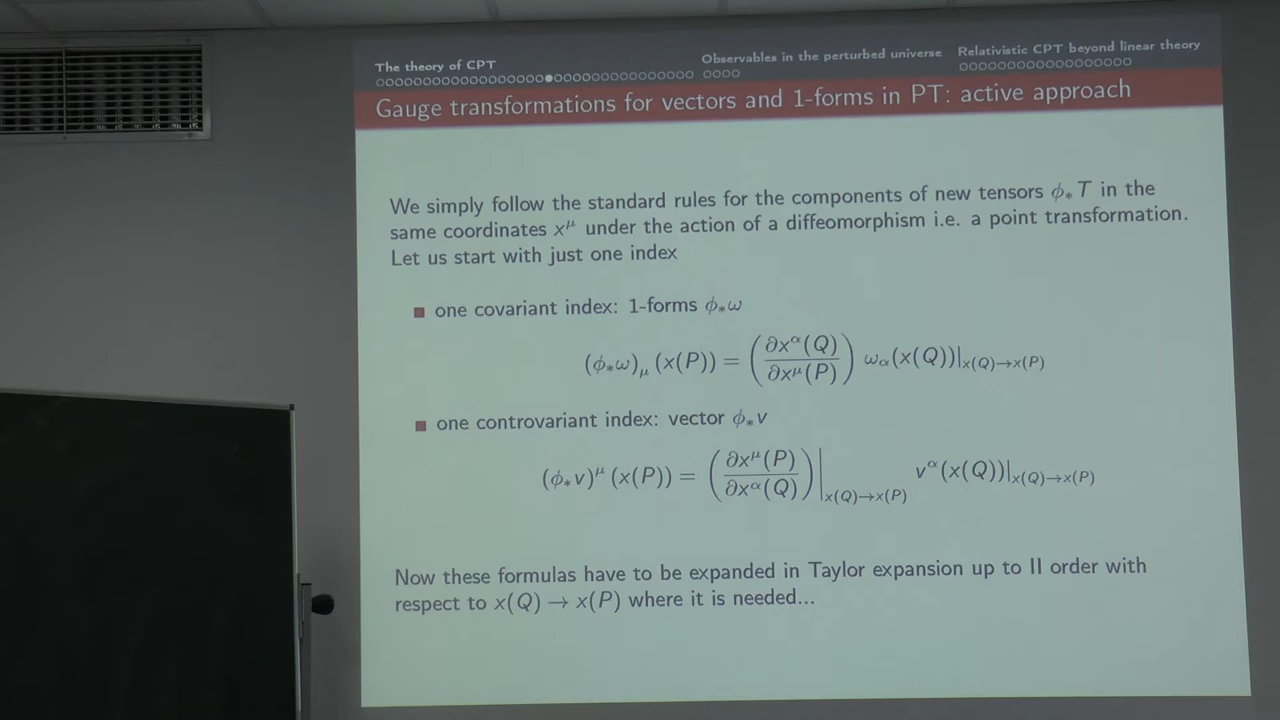 The theory of CPT
Observables in the perturbed universe
Relativistic CPT beyond linear theory
Gauge transformations for vectors and 1-forms in PT: active approach
We simply follow the standard rules for the components of new tensors ϕ∗T in the
same coordinates x^μ under the action of a diffeomorphism i.e. a point transformation.
Let us start with just one index
one covariant index: 1-forms ϕ∗ω
(ϕ∗ω)_μ (x(P)) = (∂x^α(Q) / ∂x^μ(P)) ω_α(x(Q))|_{x(Q)→x(P)}
one controvariant index: vector ϕ∗v
(ϕ∗v)^μ (x(P)) = (∂x^μ(P) / ∂x^α(Q))|_{x(Q)→x(P)} v^α(x(Q))|_{x(Q)→x(P)}
Now these formulas have to be expanded in Taylor expansion up to II order with
respect to x(Q) → x(P) where it is needed...